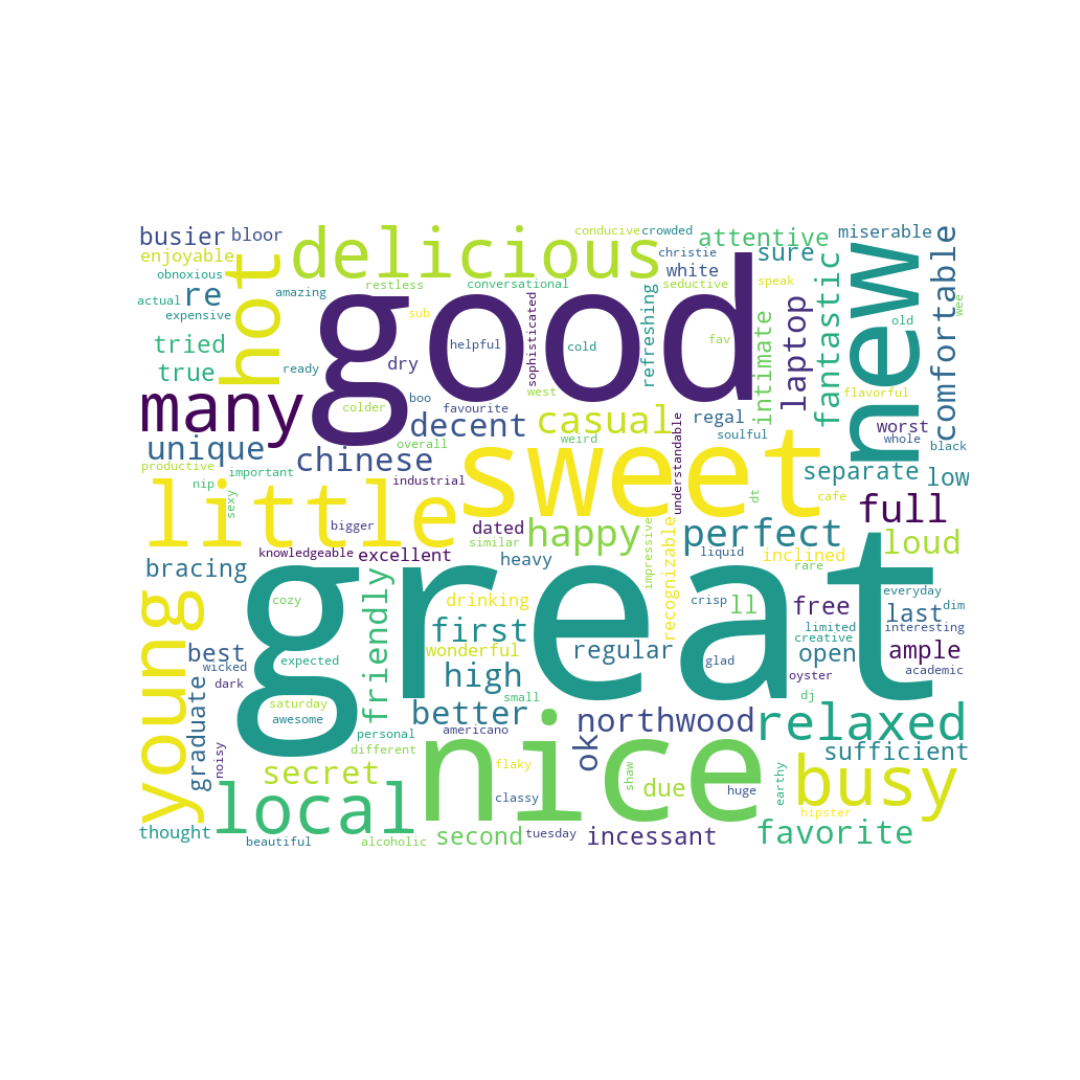 busier
bloor
delicious
conducive
crowded
attentive
miserable
enjoyable
hot
good
christie
sure
new
comfortable
obnoxious
restless
conversational
white
seductive
speak
fantastic
wee
re
actual
amazing
sophisticated
refreshing
intimate
laptop
expensive
sub
old
tried
helpful
cold
fav
true
ready
dry
west
flavorful
many
colder
boo
favourite
casual
regal
worst
decent
soulful
whole
unique
overall
weird
understandable
black
chinese
sweet
separate
low
productive
important
industrial
little
nip
sexy
dt
cafe
full
bigger
dated
happy
impressive
recognizable
perfect
loud
similar
knowledgeable
excellent
heavy
liquid
inclined
bracing
rare
young
great
friendly
everyday
cozy
drinking
crisp
ll
free
last
dim
first
limited
interesting
best
expected
wonderful
regular
creative
open
ample
wicked
high
glad
academic
dark
oyster
graduate
saturday
small
dj
awesome
better
northwood
relaxed
noisy
personal
americano
nice
ok
different
sufficient
secret
flaky
shaw
due
earthy
busy
local
classy
huge
hipster
thought
beautiful
alcoholic
second
tuesday
incessant
favorite